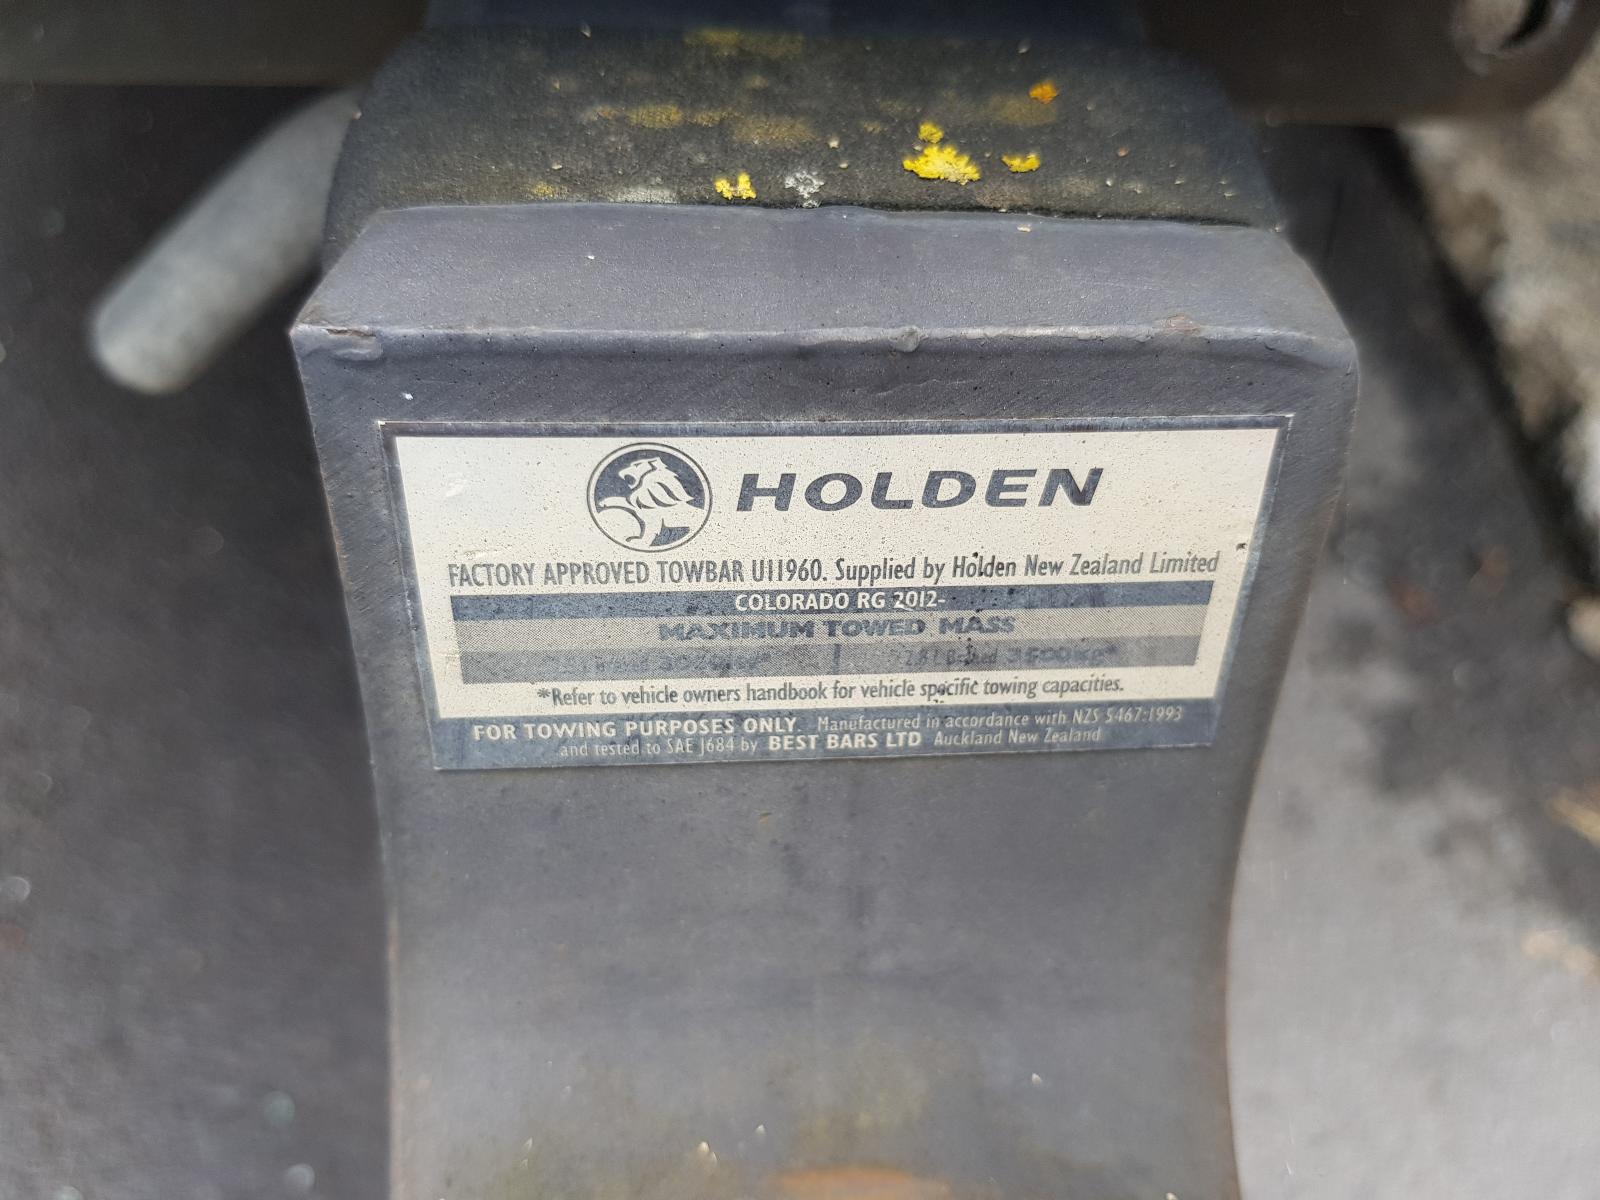 HOLDEN
FACTORY APPROVED TOWBAR U11960. Supplied by Holden New Zealand Limited
COLORADO RG 2012-
MAXIMUM TOWED MASS
Braked 3500kg*
*Refer to vehicle owners handbook for vehicle specific towing capacities.
FOR TOWING PURPOSES ONLY. Manufactured in accordance with NZS 5467:1993
and tested to SAE J684 by BEST BARS LTD Auckland New Zealand